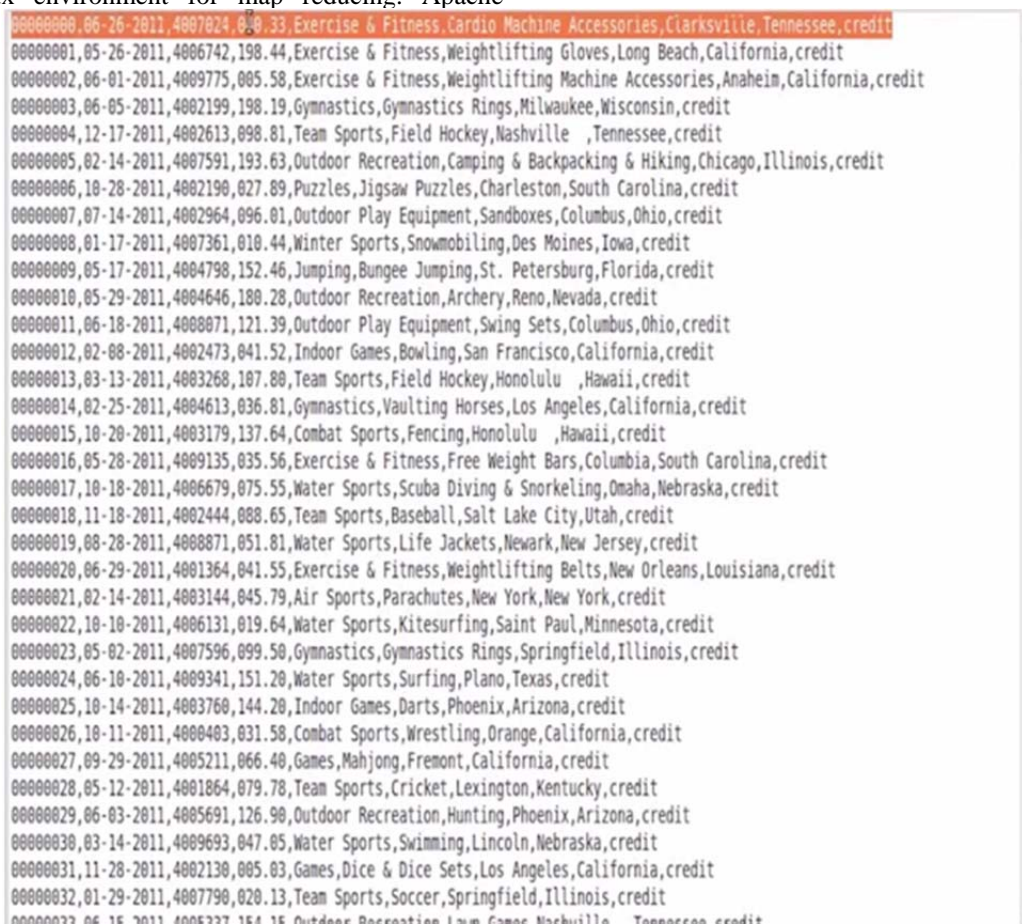 environment for map reducing. Apache
00000000,06-26-2011,4007024,0 0.33,Exercise & Fitness,Cardio Machine Accessories,Clarksville,Tennessee,credit
00000001,05-26-2011,4006742,198.44,Exercise & Fitness,Weightlifting Gloves,Long Beach,California,credit
00000002,06-01-2011,4009775,005.58,Exercise & Fitness,Weightlifting Machine Accessories,Anaheim,California,credit
00000003,06-05-2011,4002199,198.19,Gymnastics,Gymnastics Rings,Milwaukee,Wisconsin,credit
00000004,12-17-2011,4002613,098.81,Team Sports,Field Hockey,Nashville  ,Tennessee,credit
00000005,02-14-2011,4007591,193.63,Outdoor Recreation,Camping & Backpacking & Hiking,Chicago,Illinois,credit
00000006,10-28-2011,4002190,027.89,Puzzles,Jigsaw Puzzles,Charleston,South Carolina,credit
00000007,07-14-2011,4002964,096.01,Outdoor Play Equipment,Sandboxes,Columbus,Ohio,credit
00000008,01-17-2011,4007361,010.44,Winter Sports,Snowmobiling,Des Moines,Iowa,credit
00000009,05-17-2011,4004798,152.46,Jumping,Bungee Jumping,St. Petersburg,Florida,credit
00000010,05-29-2011,4004646,180.28,Outdoor Recreation,Archery,Reno,Nevada,credit
00000011,06-18-2011,4008071,121.39,Outdoor Play Equipment,Swing Sets,Columbus,Ohio,credit
00000012,02-08-2011,4002473,041.52,Indoor Games,Bowling,San Francisco,California,credit
00000013,03-13-2011,4003268,107.80,Team Sports,Field Hockey,Honolulu  ,Hawaii,credit
00000014,02-25-2011,4004613,036.81,Gymnastics,Vaulting Horses,Los Angeles,California,credit
00000015,10-20-2011,4003179,137.64,Combat Sports,Fencing,Honolulu  ,Hawaii,credit
00000016,05-28-2011,4009135,035.56,Exercise & Fitness,Free Weight Bars,Columbia,South Carolina,credit
00000017,10-18-2011,4006679,075.55,Water Sports,Scuba Diving & Snorkeling,Omaha,Nebraska,credit
00000018,11-18-2011,4002444,088.65,Team Sports,Baseball,Salt Lake City,Utah,credit
00000019,08-28-2011,4008871,051.81,Water Sports,Life Jackets,Newark,New Jersey,credit
00000020,06-29-2011,4001364,041.55,Exercise & Fitness,Weightlifting Belts,New Orleans,Louisiana,credit
00000021,02-14-2011,4003144,045.79,Air Sports,Parachutes,New York,New York,credit
00000022,10-10-2011,4006131,019.64,Water Sports,Kitesurfing,Saint Paul,Minnesota,credit
00000023,05-02-2011,4007596,099.50,Gymnastics,Gymnastics Rings,Springfield,Illinois,credit
00000024,06-10-2011,4009341,151.20,Water Sports,Surfing,Plano,Texas,credit
00000025,10-14-2011,4003760,144.20,Indoor Games,Darts,Phoenix,Arizona,credit
00000026,10-11-2011,4000403,031.58,Combat Sports,Wrestling,Orange,California,credit
00000027,09-29-2011,4005211,066.40,Games,Mahjong,Fremont,California,credit
00000028,05-12-2011,4001864,079.78,Team Sports,Cricket,Lexington,Kentucky,credit
00000029,06-03-2011,4005691,126.90,Outdoor Recreation,Hunting,Phoenix,Arizona,credit
00000030,03-14-2011,4009693,047.05,Water Sports,Swimming,Lincoln,Nebraska,credit
00000031,11-28-2011,4002130,005.03,Games,Dice & Dice Sets,Los Angeles,California,credit
00000032,01-29-2011,4007790,020.13,Team Sports,Soccer,Springfield,Illinois,credit
00000033,06-15-2011,4005337,154.15,Outdoor Recreation,Lawn Games,Nashville  ,Tennessee,credit